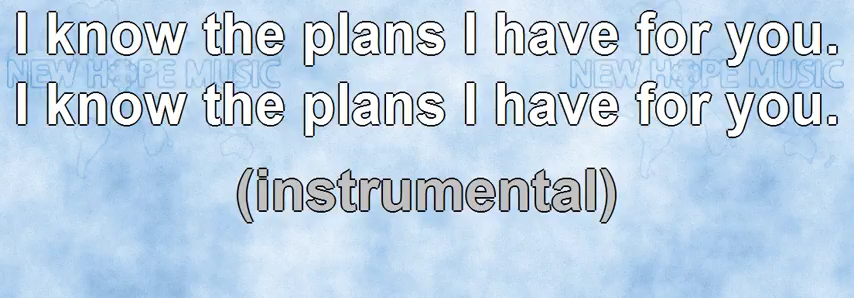 I know the plans I have for you.
NEW HOPE MUSIC NEW HOPE MUSIC
I know the plans I have for you.
(instrumental)